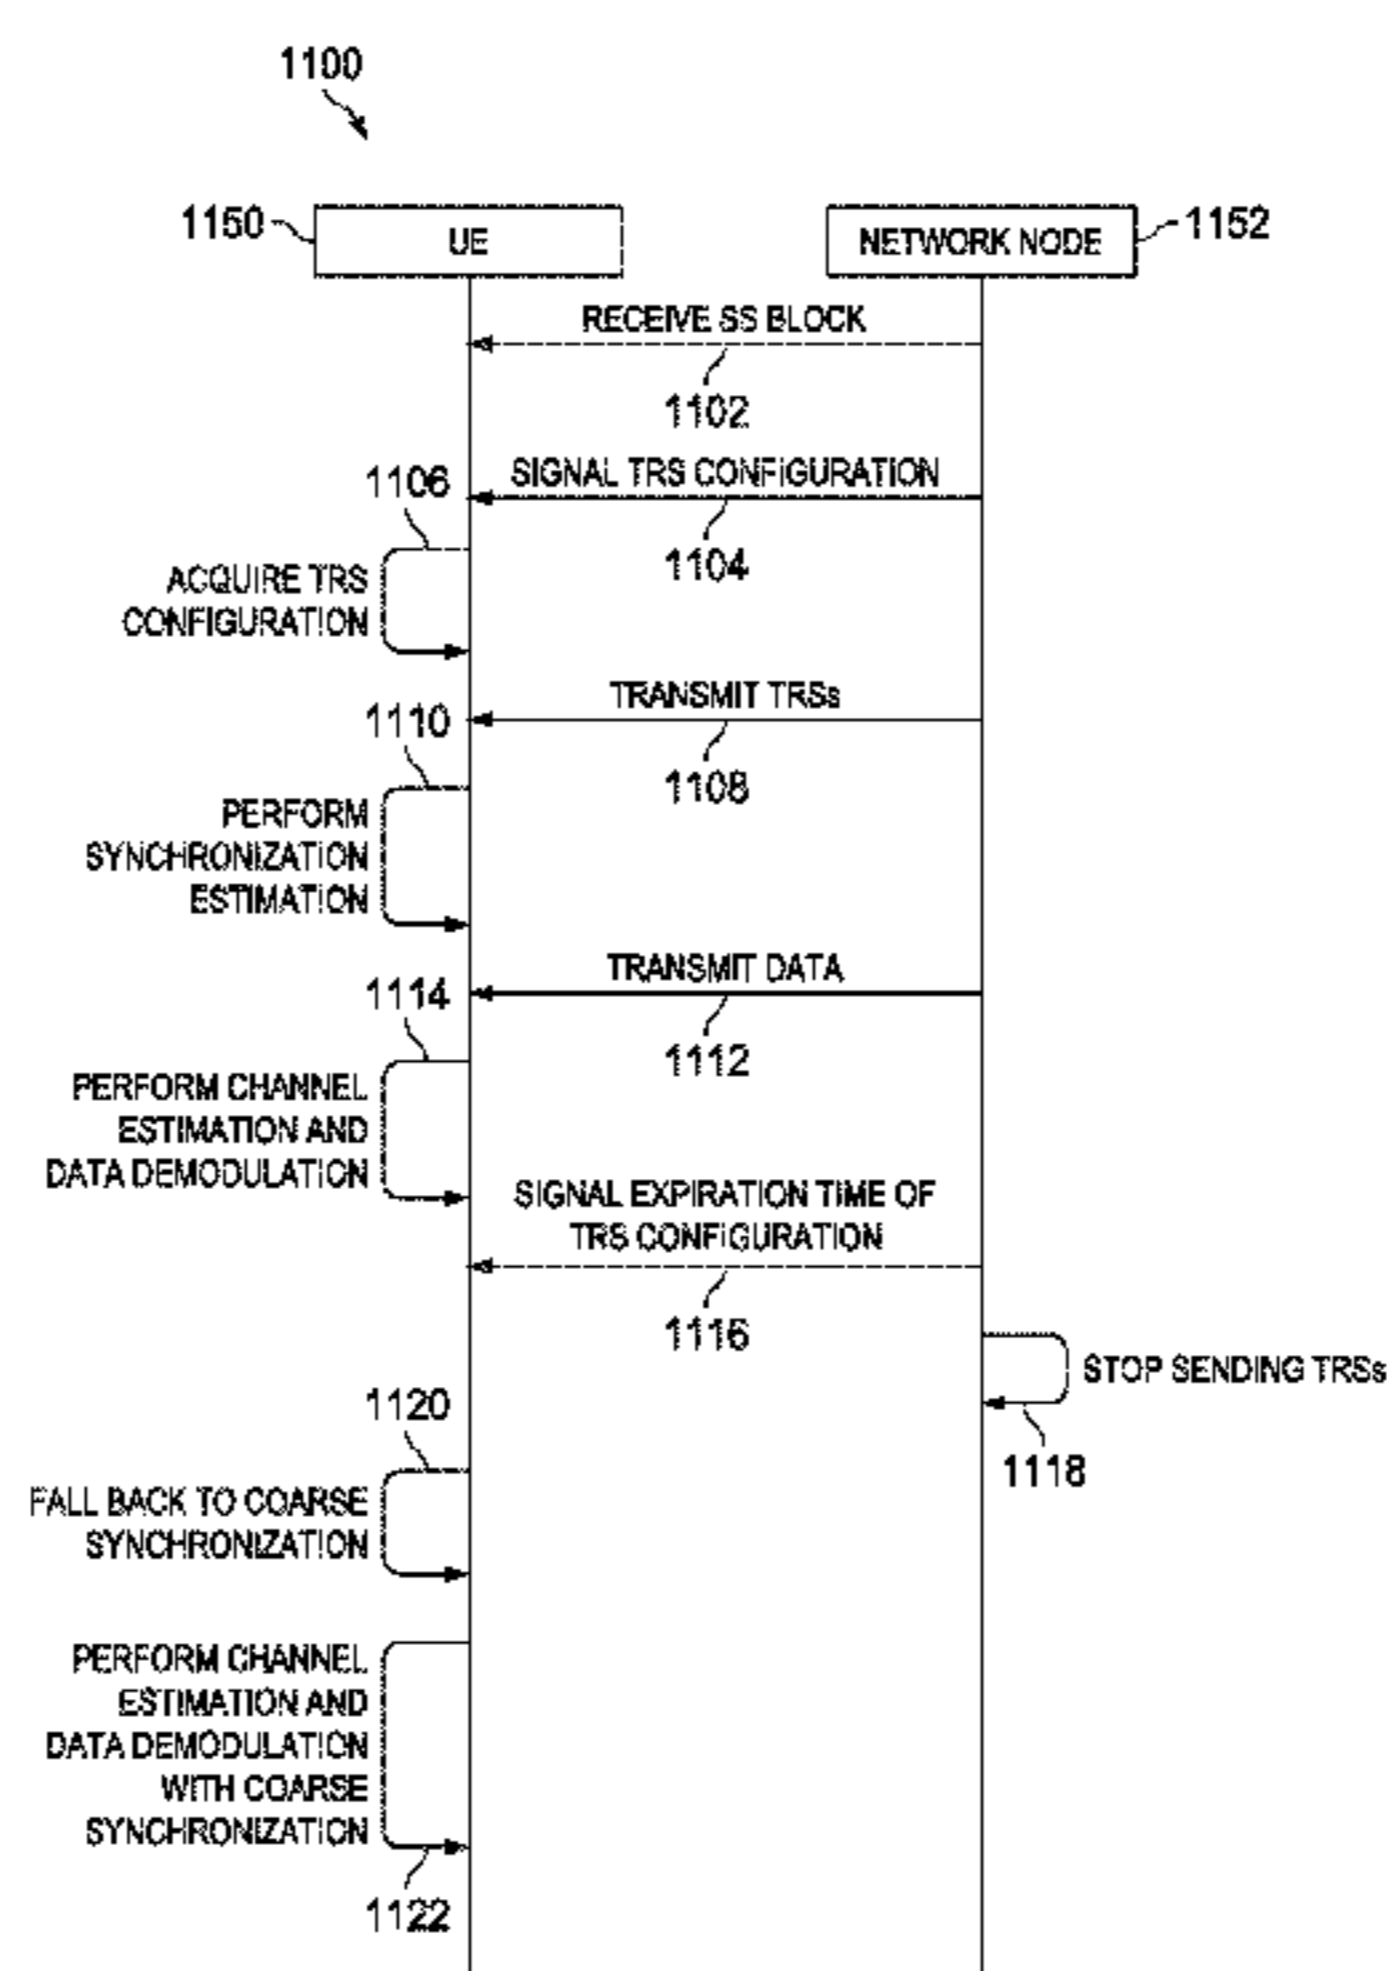 1100
1150
UE
NETWORK NODE
1152
RECEIVE SS BLOCK
1102
SIGNAL TRS CONFIGURATION
1104
1106
ACQUIRE TRS
CONFIGURATION
TRANSMIT TRSs
1108
1110
PERFORM
SYNCHRONIZATION
ESTIMATION
TRANSMIT DATA
1112
1114
PERFORM CHANNEL
ESTIMATION AND
DATA DEMODULATION
SIGNAL EXPIRATION TIME OF
TRS CONFIGURATION
1116
STOP SENDING TRSs
1118
1120
FALL BACK TO COARSE
SYNCHRONIZATION
PERFORM CHANNEL
ESTIMATION AND
DATA DEMODULATION
WITH COARSE
SYNCHRONIZATION
1122